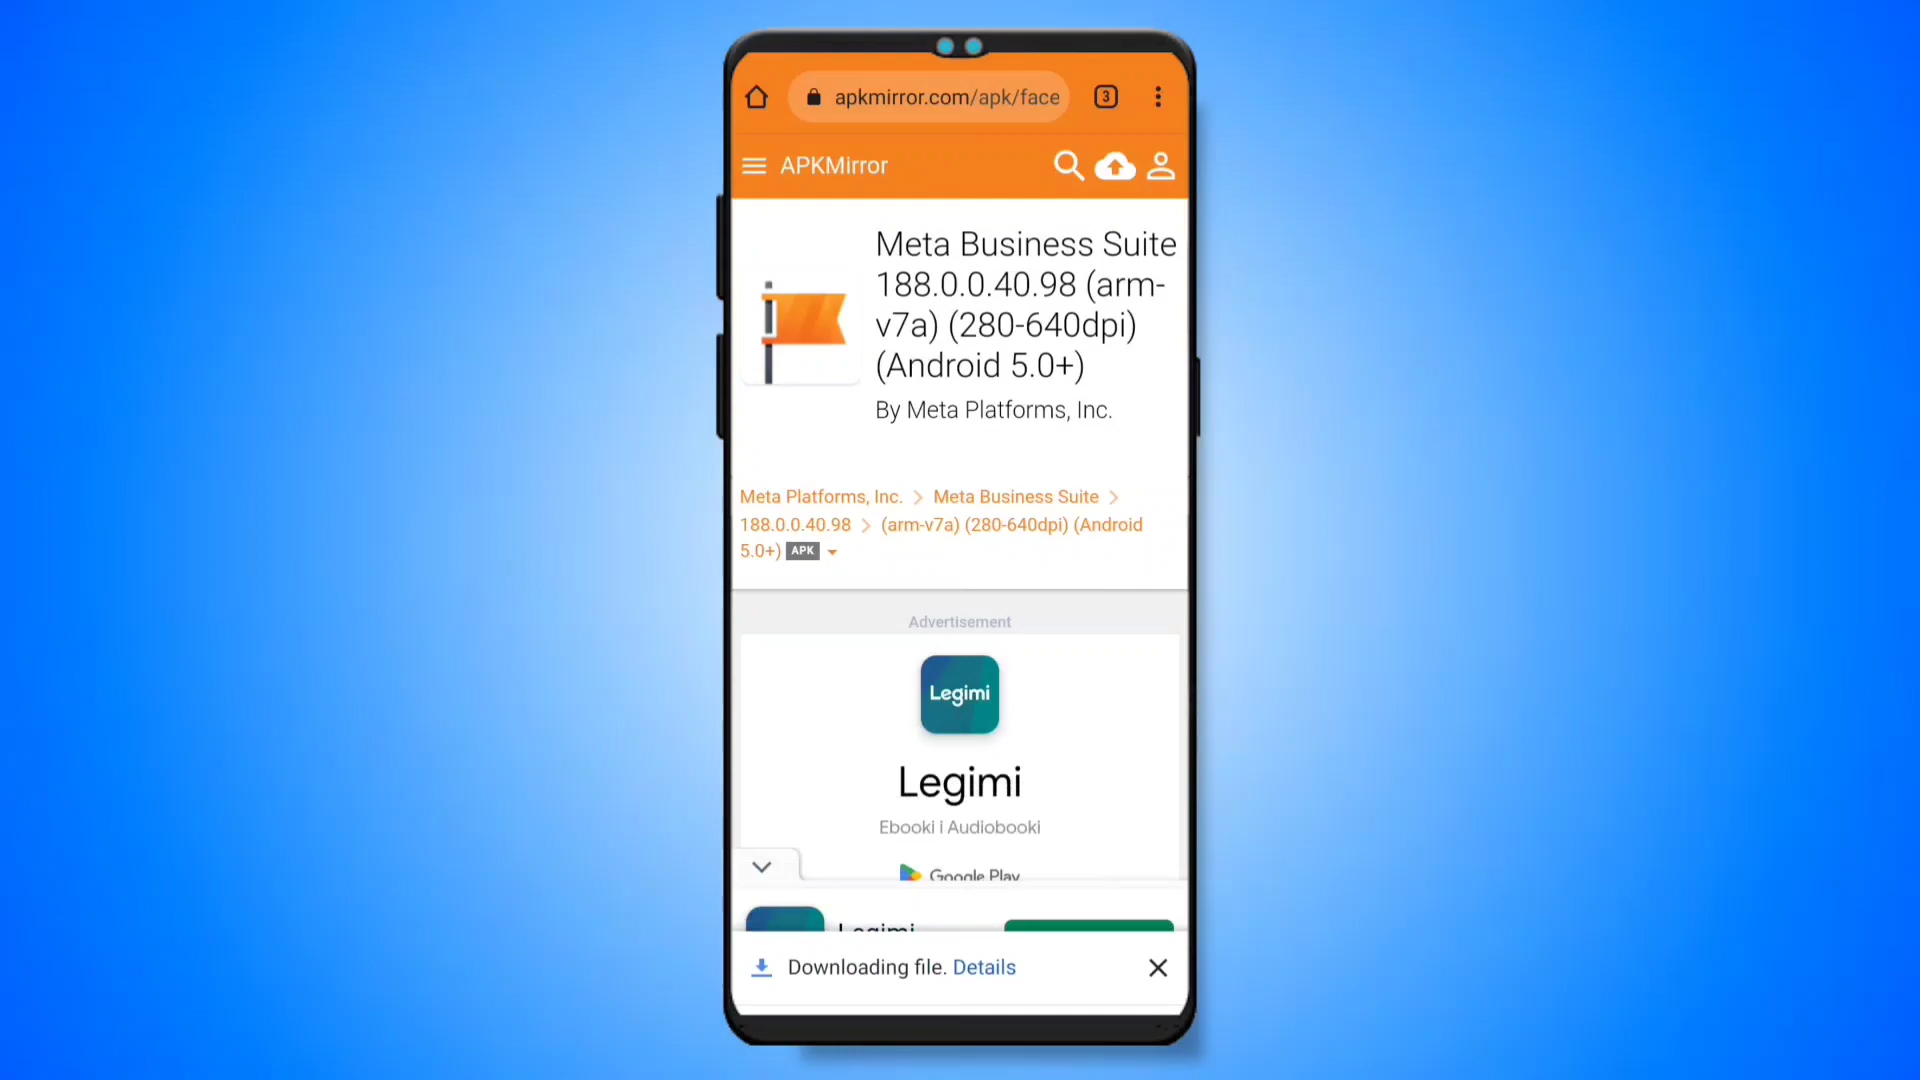 apkmirror.com/apk/face
3
APKMirror
Meta Business Suite
188.0.0.40.98 (arm-
v7a) (280-640dpi)
(Android 5.0+)
By Meta Platforms, Inc.
Meta Platforms, Inc. > Meta Business Suite >
188.0.0.40.98 > (arm-v7a) (280-640dpi) (Android
5.0+) APK
Advertisement
Legimi
Legimi
Ebooki i Audiobooki
Google Play
Legimi
Downloading file. Details